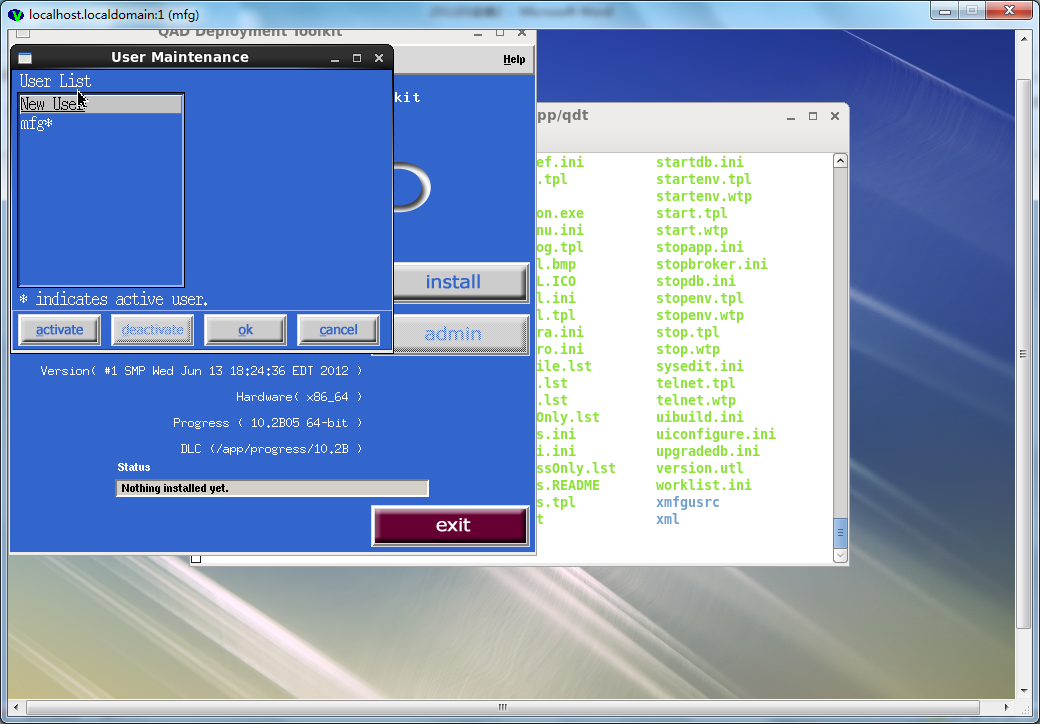 localhost.localdomain:1 (mfg)
Microsoft Word
QAD Deployment Toolkit
User Maintenance
Help
User List
New User
mfg*
kit
* indicates active user.
activate
deactivate
ok
cancel
install
admin
Version( #1 SMP Wed Jun 13 18:24:36 EDT 2012 )
Hardware( x86_64 )
Progress ( 10.2B05 64-bit )
DLC (/app/progress/10.2B )
Status
Nothing installed yet.
exit
pp/qdt
ef.ini startdb.ini
.tpl startenv.tpl
startenv.wtp
on.exe start.tpl
nu.ini start.wtp
og.tpl stopapp.ini
l.bmp stopbroker.ini
L.ICO stopdb.ini
l.ini stopenv.tpl
l.tpl stopenv.wtp
ra.ini stop.tpl
ro.ini stop.wtp
ile.lst sysedit.ini
.lst telnet.tpl
.lst telnet.wtp
Only.lst uibuild.ini
s.ini uiconfigure.ini
i.ini upgradedb.ini
ssOnly.lst version.utl
s.README worklist.ini
s.tpl xmfgusrc
t xml